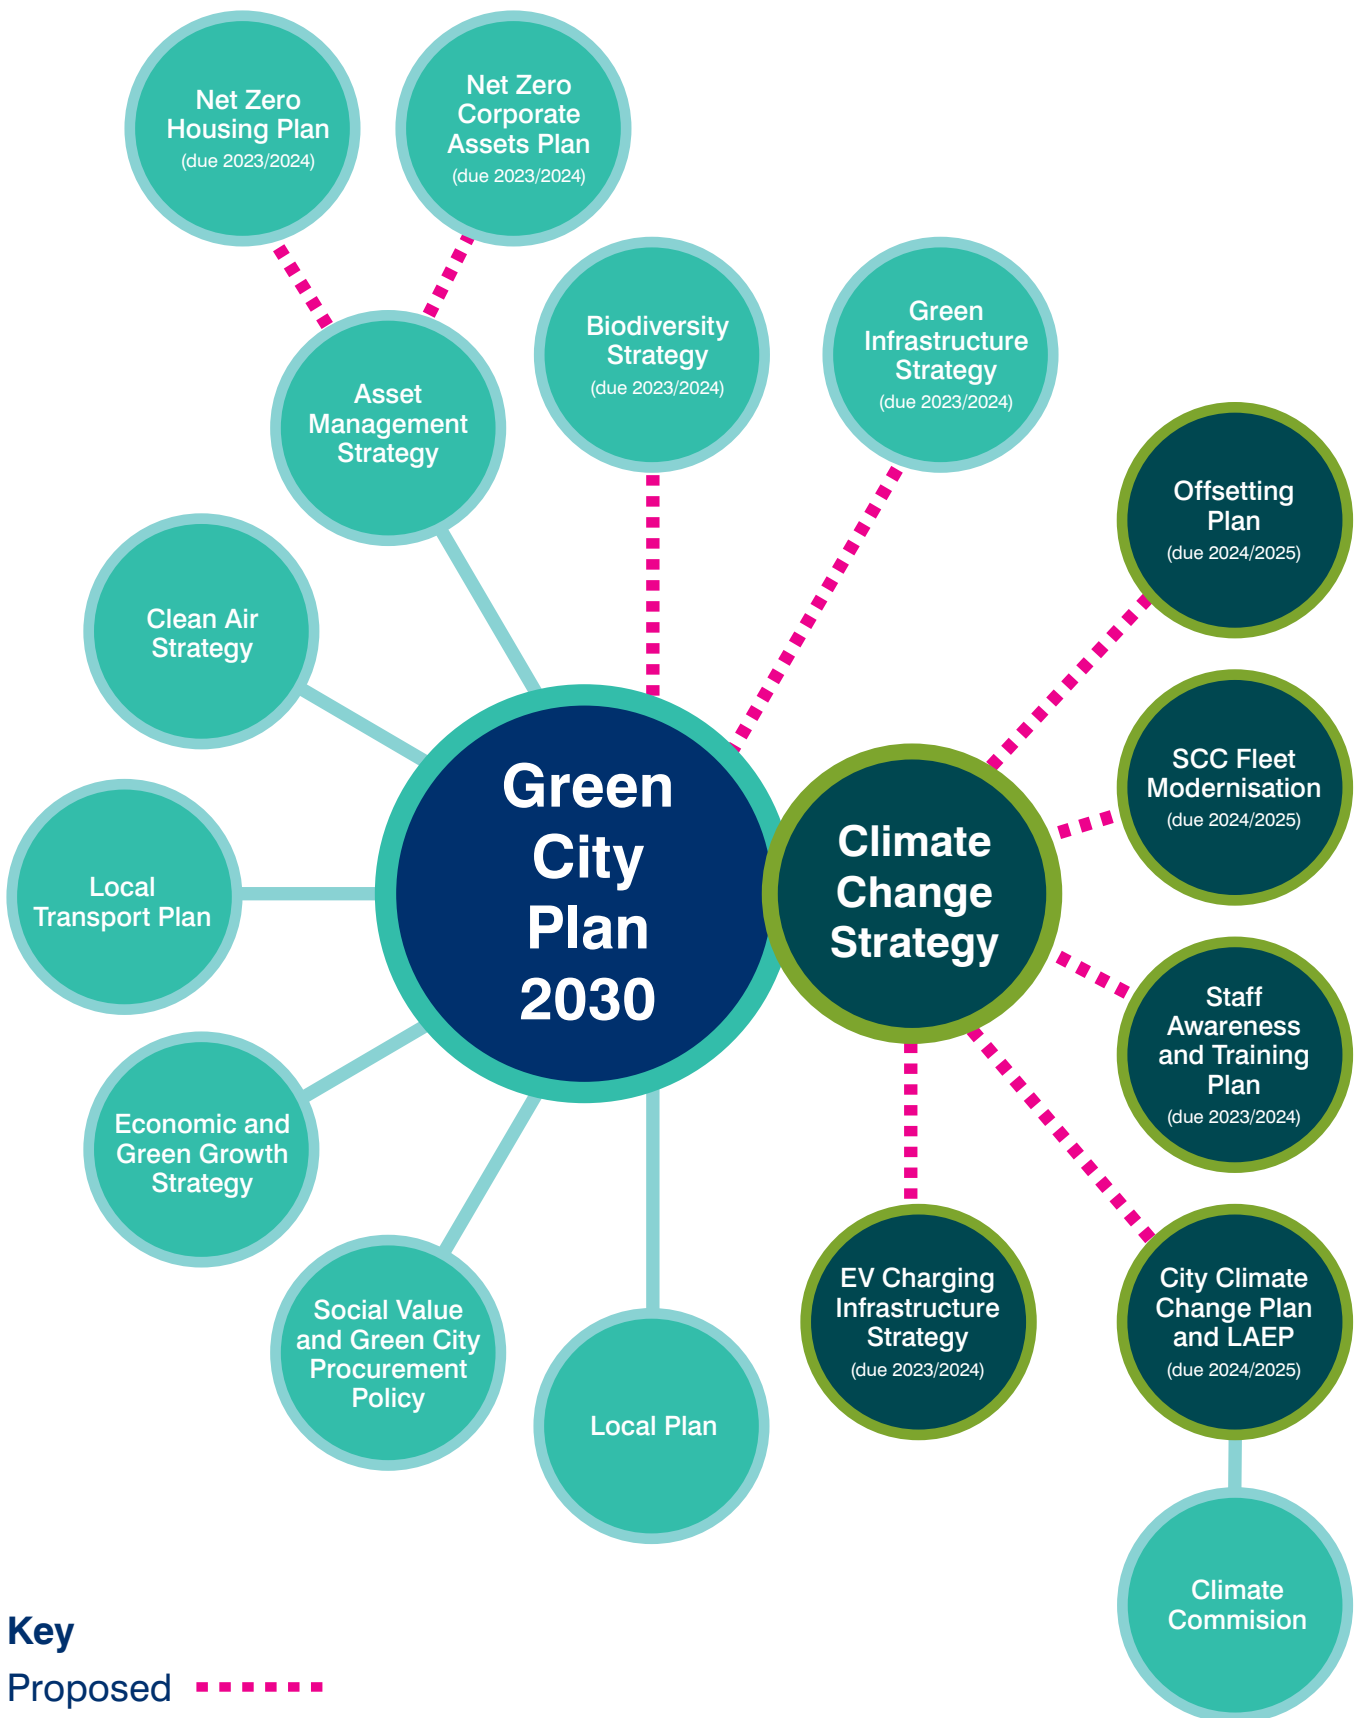 Net Zero
Housing Plan
(due 2023/2024)
Net Zero
Corporate
Assets Plan
(due 2023/2024)
Biodiversity
Strategy
(due 2023/2024)
Green
Infrastructure
Strategy
(due 2023/2024)
Asset
Management
Strategy
Offsetting
Plan
(due 2024/2025)
Clean Air
Strategy
SCC Fleet
Modernisation
(due 2024/2025)
Green
City
Plan
2030
Climate
Change
Strategy
Local
Transport Plan
Staff
Awareness
and Training
Plan
(due 2023/2024)
Economic and
Green Growth
Strategy
Social Value
and Green City
Procurement
Policy
Local Plan
EV Charging
Infrastructure
Strategy
(due 2023/2024)
City Climate
Change Plan
and LAEP
(due 2024/2025)
Climate
Commision
Key
Proposed